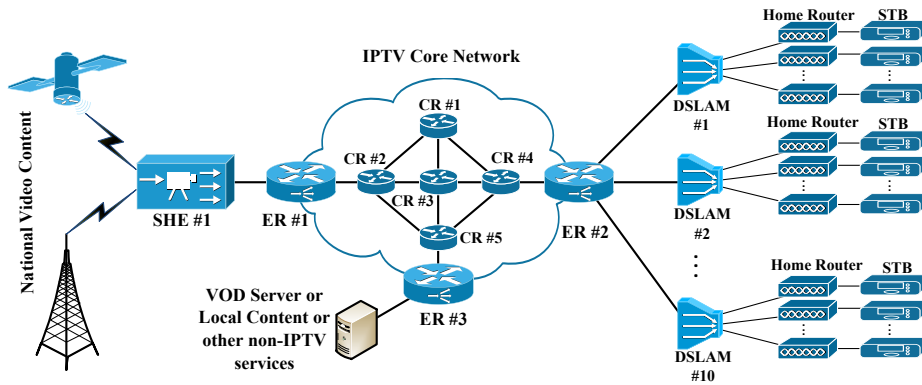 National Video Content
SHE #1
IPTV Core Network
ER #1
CR #1
CR #2
CR #3
CR #4
CR #5
ER #2
ER #3
VOD Server or
Local Content or
other non-IPTV
services
DSLAM
#1
Home Router
STB
DSLAM
#2
Home Router
STB
DSLAM
#10
Home Router
STB